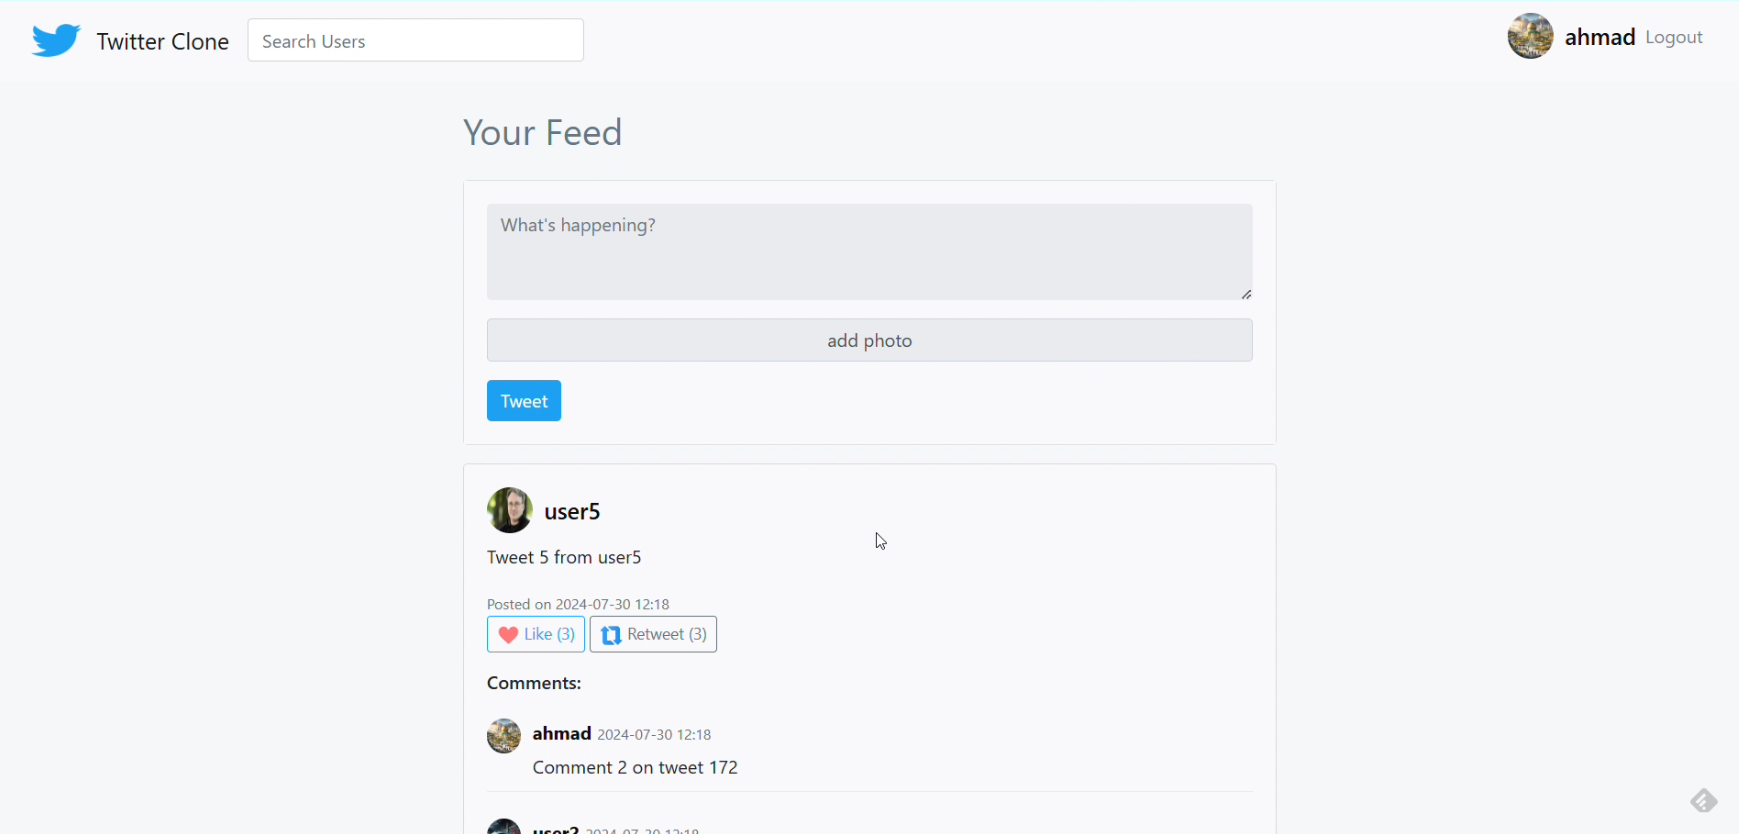 Twitter Clone
Search Users
ahmad Logout
Your Feed
What's happening?
add photo
Tweet
user5
Tweet 5 from user5
Posted on 2024-07-30 12:18
Like (3) Retweet (3)
Comments:
ahmad 2024-07-30 12:18
Comment 2 on tweet 172
user2 2024-07-30 12:18